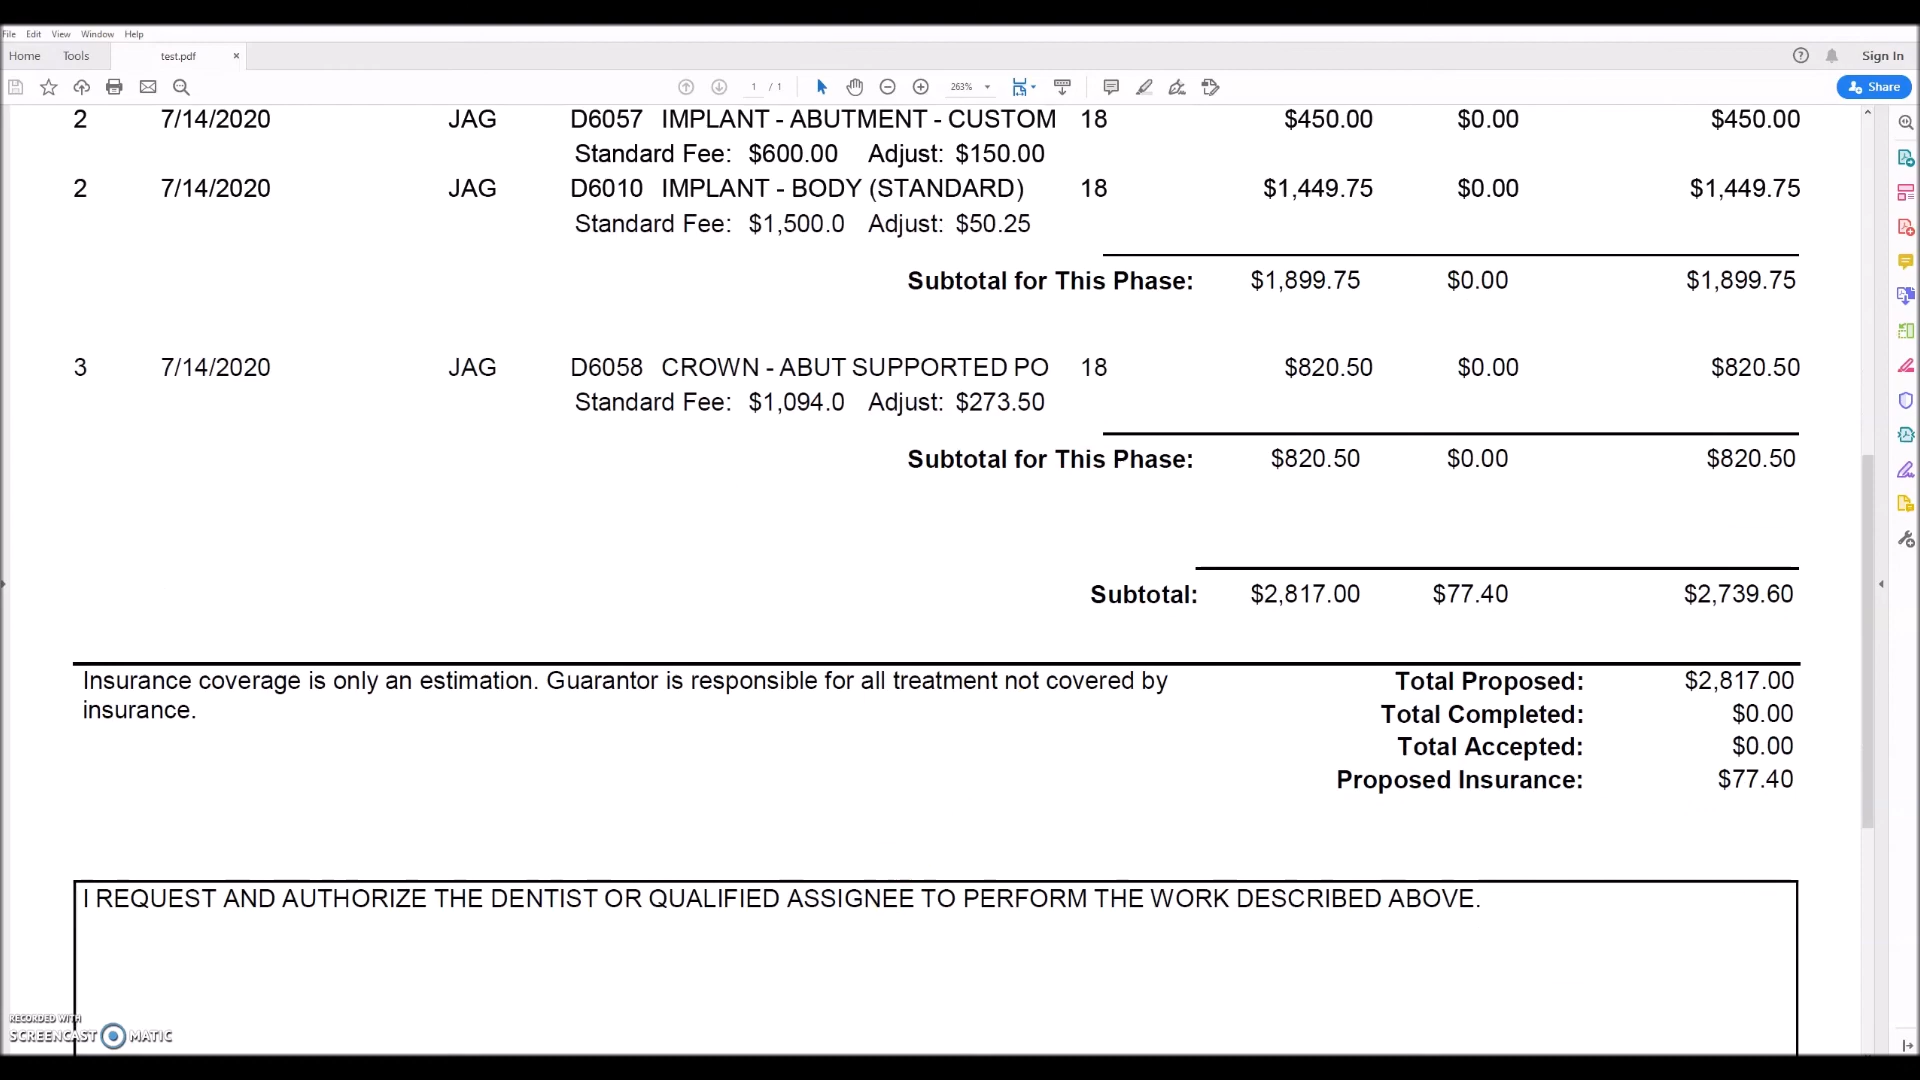 File Edit View Window Help
Home Tools test.pdf × Sign In
1 / 1 263% Share
2 7/14/2020 JAG D6057 IMPLANT - ABUTMENT - CUSTOM 18 $450.00 $0.00 $450.00
Standard Fee: $600.00 Adjust: $150.00
2 7/14/2020 JAG D6010 IMPLANT - BODY (STANDARD) 18 $1,449.75 $0.00 $1,449.75
Standard Fee: $1,500.0 Adjust: $50.25
Subtotal for This Phase: $1,899.75 $0.00 $1,899.75
3 7/14/2020 JAG D6058 CROWN - ABUT SUPPORTED PO 18 $820.50 $0.00 $820.50
Standard Fee: $1,094.0 Adjust: $273.50
Subtotal for This Phase: $820.50 $0.00 $820.50
Subtotal: $2,817.00 $77.40 $2,739.60
Insurance coverage is only an estimation. Guarantor is responsible for all treatment not covered by
insurance.
Total Proposed: $2,817.00
Total Completed: $0.00
Total Accepted: $0.00
Proposed Insurance: $77.40
I REQUEST AND AUTHORIZE THE DENTIST OR QUALIFIED ASSIGNEE TO PERFORM THE WORK DESCRIBED ABOVE.
RECORDED WITH
SCREENCAST MATIC